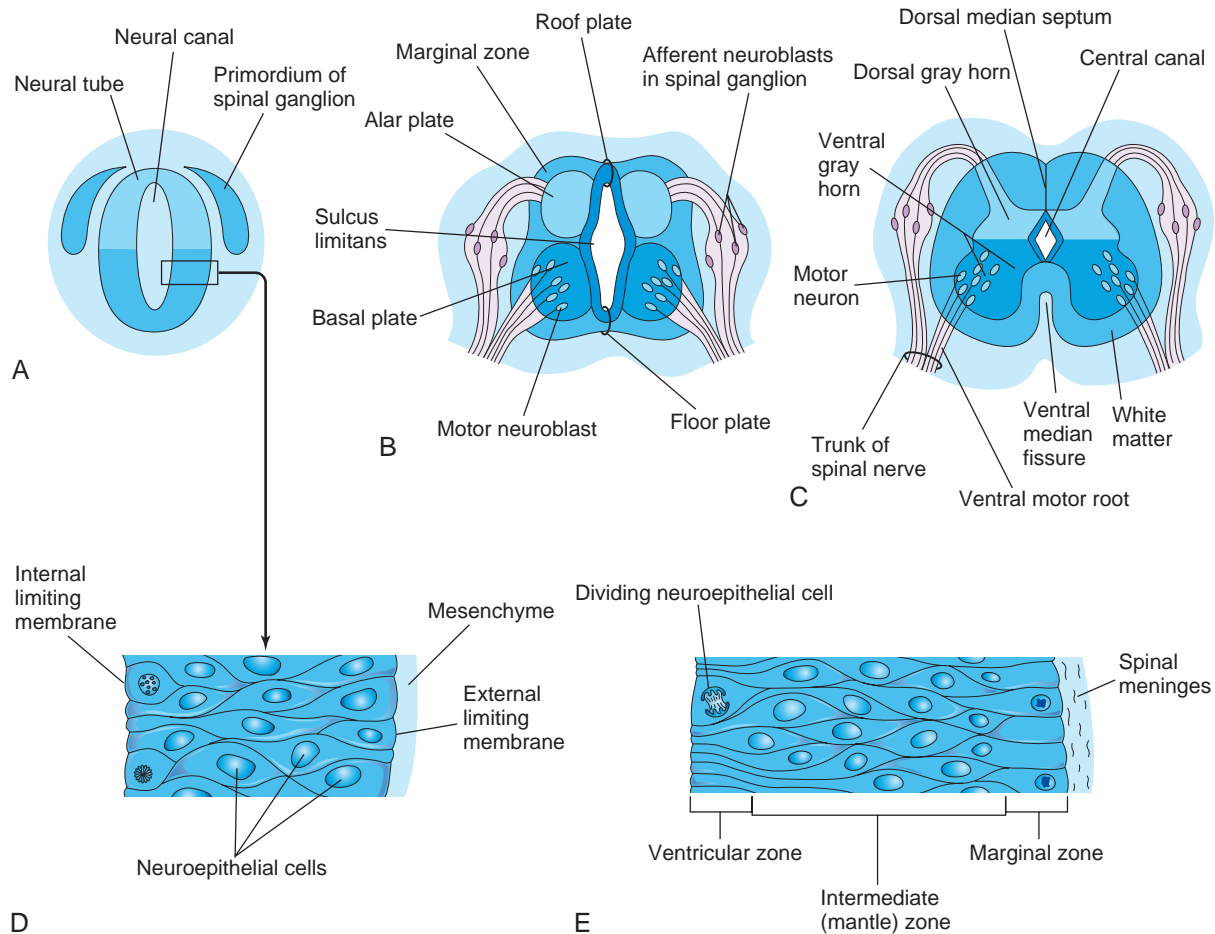 Neural canal
Neural tube
Primordium of
spinal ganglion
A
Roof plate
Marginal zone
Afferent neuroblasts
in spinal ganglion
Alar plate
Sulcus
limitans
Basal plate
Motor neuroblast
Floor plate
B
Dorsal median septum
Dorsal gray horn
Central canal
Ventral
gray
horn
Motor
neuron
Trunk of
spinal nerve
Ventral
median
fissure
White
matter
Ventral motor root
C
Internal
limiting
membrane
Mesenchyme
External
limiting
membrane
Neuroepithelial cells
D
Dividing neuroepithelial cell
Spinal
meninges
Ventricular zone
Marginal zone
Intermediate
(mantle) zone
E